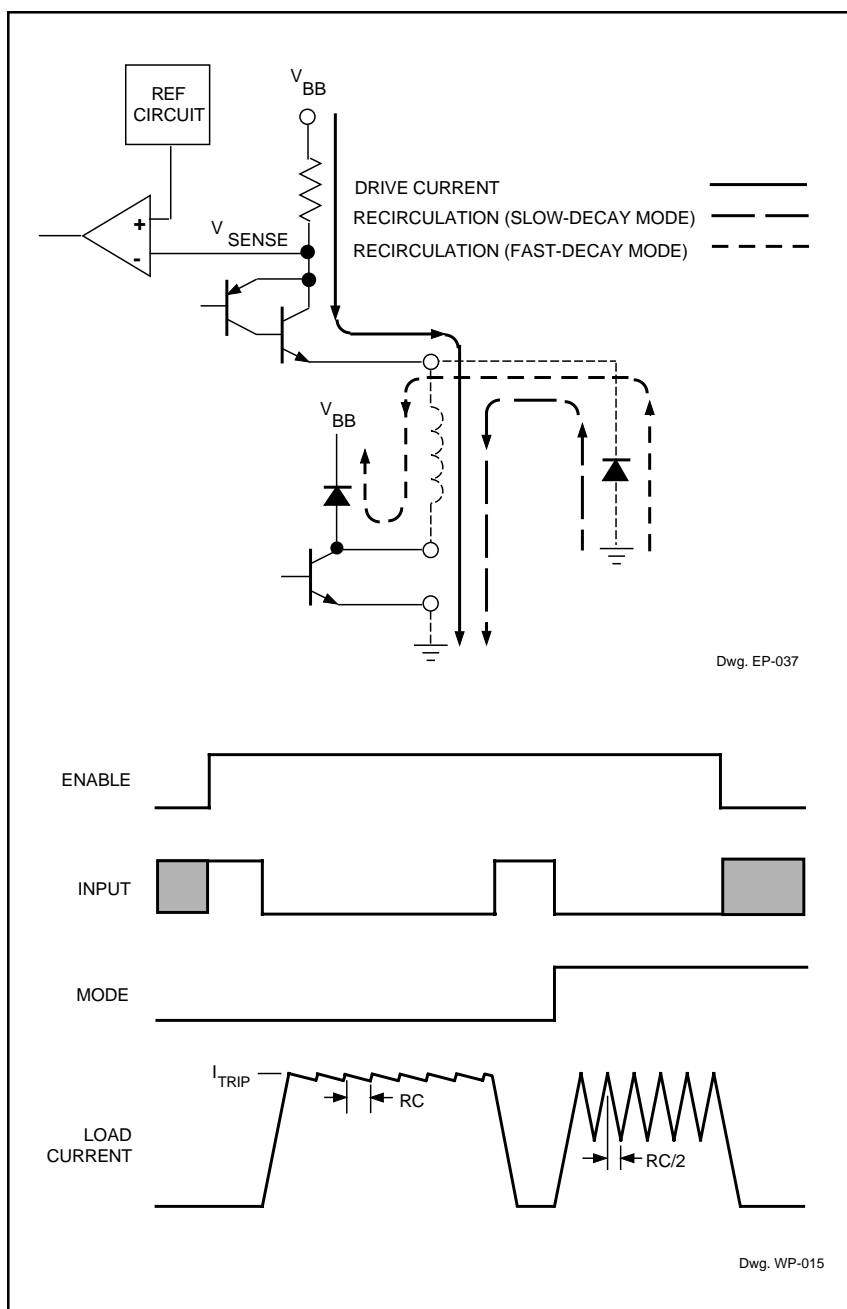 V BB
REF
CIRCUIT
DRIVE CURRENT
RECIRCULATION (SLOW-DECAY MODE)
RECIRCULATION (FAST-DECAY MODE)
+
V SENSE
-
V BB
Dwg. EP-037
ENABLE
INPUT
MODE
I TRIP
RC
LOAD
CURRENT
RC/2
Dwg. WP-015